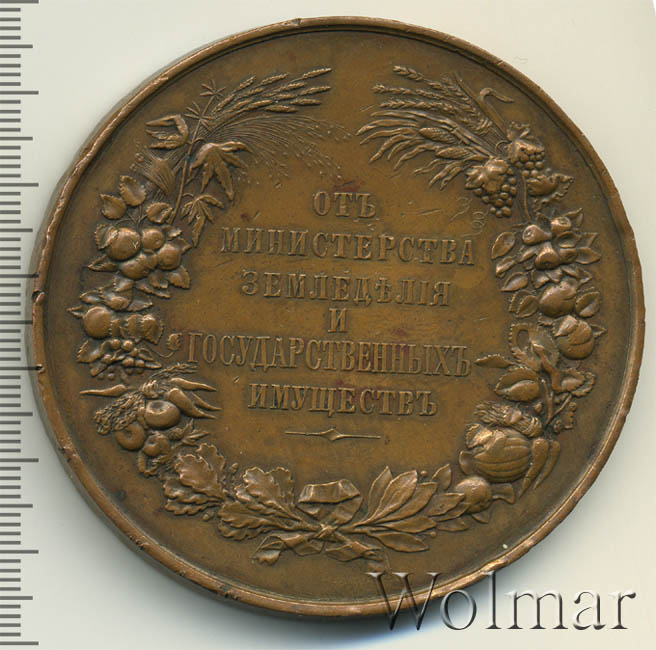 ОТЪ
МИНИСТЕРСТВА
ЗЕМЛЕДѢЛІЯ
И
ГОСУДАРСТВЕННЫХЪ
ИМУЩЕСТВЪ
Wolmar